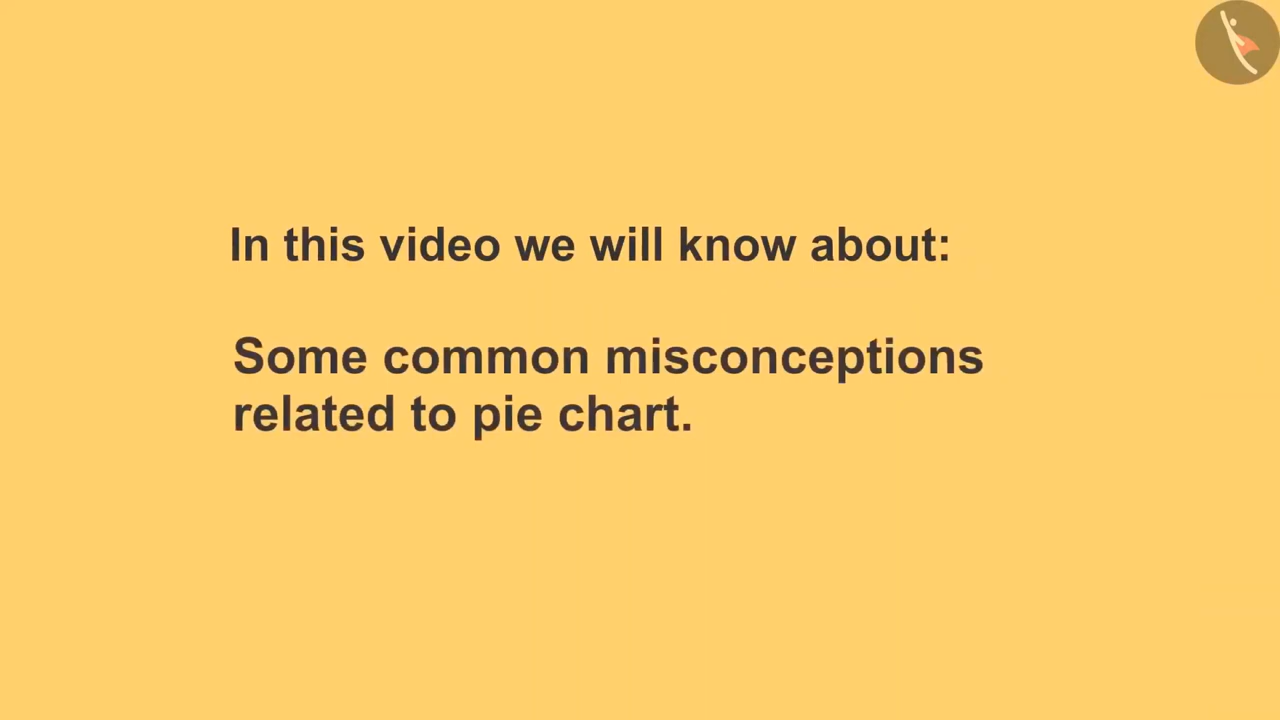 In this video we will know about:
Some common misconceptions
related to pie chart.